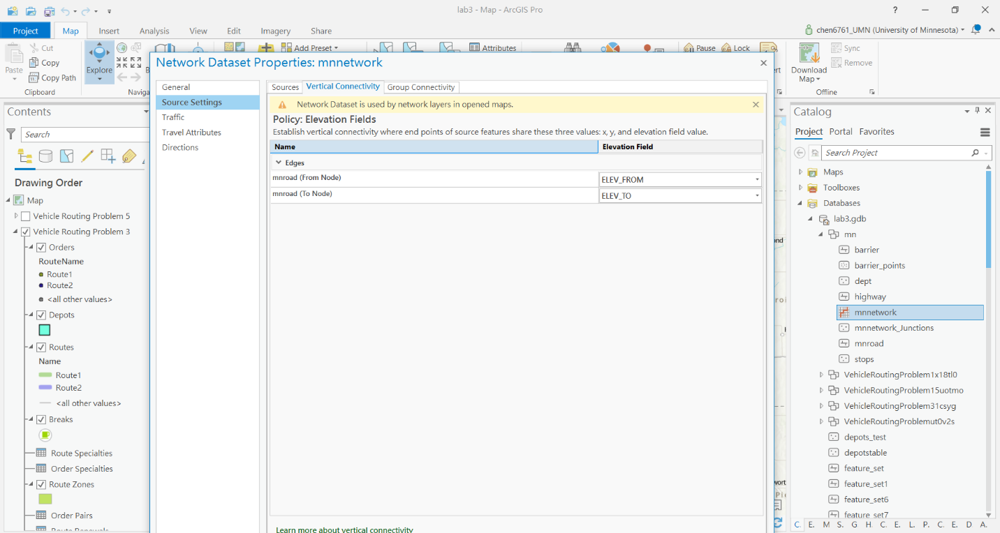 lab3 - Map - ArcGIS Pro
?
Project Map Insert Analysis View Edit Imagery Share
chen6761_UMN (University of Minnesota)
Paste
Cut
Copy
Copy Path
Clipboard
Explore
Naviga
Add Preset
Attributes
Pause
Lock
Download Map
Sync
Remove
Offline
Network Dataset Properties: mnnetwork
General
Source Settings
Traffic
Travel Attributes
Directions
Sources Vertical Connectivity Group Connectivity
Network Dataset is used by network layers in opened maps.
Policy: Elevation Fields
Establish vertical connectivity where end points of source features share these three values: x, y, and elevation field value.
Name Elevation Field
Edges
mnroad (From Node) ELEV_FROM
mnroad (To Node) ELEV_TO
Learn more about vertical connectivity
Contents
Search
Drawing Order
Map
Vehicle Routing Problem 5
Vehicle Routing Problem 3
Orders
RouteName
Route1
Route2
<all other values>
Depots
Routes
Name
Route1
Route2
<all other values>
Breaks
Route Specialties
Order Specialties
Route Zones
Order Pairs
Route Renewals
Catalog
Project Portal Favorites
Search Project
Maps
Toolboxes
Databases
lab3.gdb
mn
barrier
barrier_points
dept
highway
mnnetwork
mnnetwork_Junctions
mnroad
stops
VehicleRoutingProblem1x18tl0
VehicleRoutingProblem15uotmo
VehicleRoutingProblem31csyg
VehicleRoutingProblemut0v2s
depots_test
depotstable
feature_set
feature_set1
feature_set6
feature_set7
C. E. M S. G H. C. E. L. P. C. E. D A.